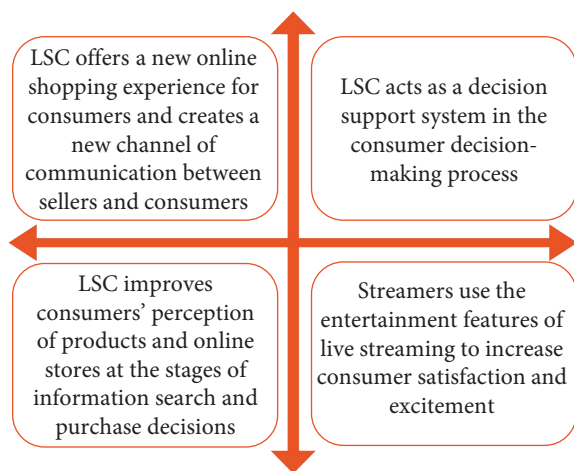 LSC offers a new online
shopping experience for
consumers and creates a
new channel of
communication between
sellers and consumers
LSC acts as a decision
support system in the
consumer decision-
making process
LSC improves
consumers’ perception
of products and online
stores at the stages of
information search and
purchase decisions
Streamers use the
entertainment features of
live streaming to increase
consumer satisfaction and
excitement